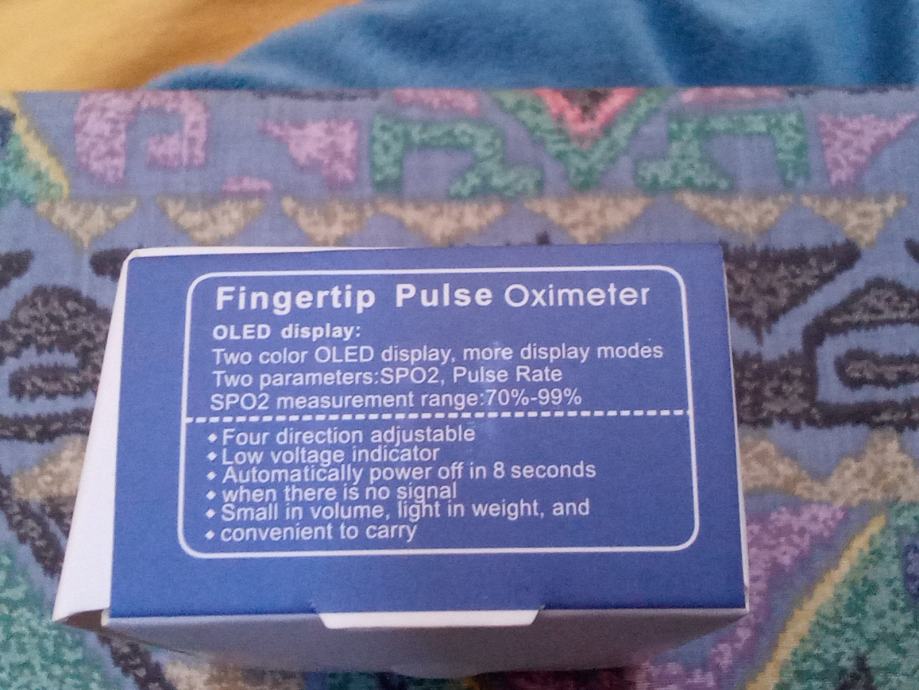 Fingertip Pulse Oximeter
OLED display:
Two color OLED display, more display modes
Two parameters:SPO2, Pulse Rate
SPO2 measurement range:70%-99%
◆ Four direction adjustable
◆ Low voltage indicator
◆ Automatically power off in 8 seconds
◆ when there is no signal
◆ Small in volume, light in weight, and
◆ convenient to carry